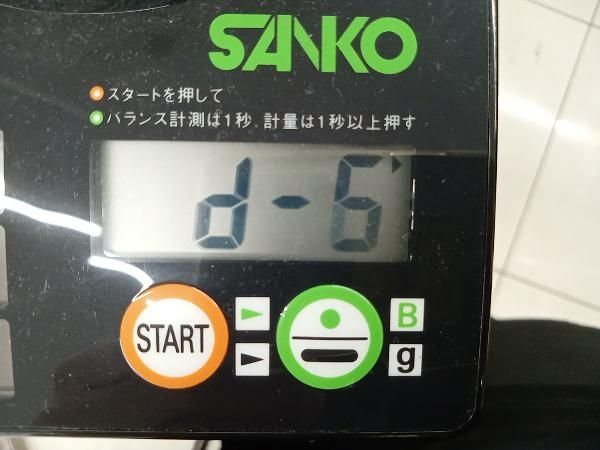 SANKO
スタートを押して
バランス計測は1秒、計量は1秒以上押す
d-6
START
B
g